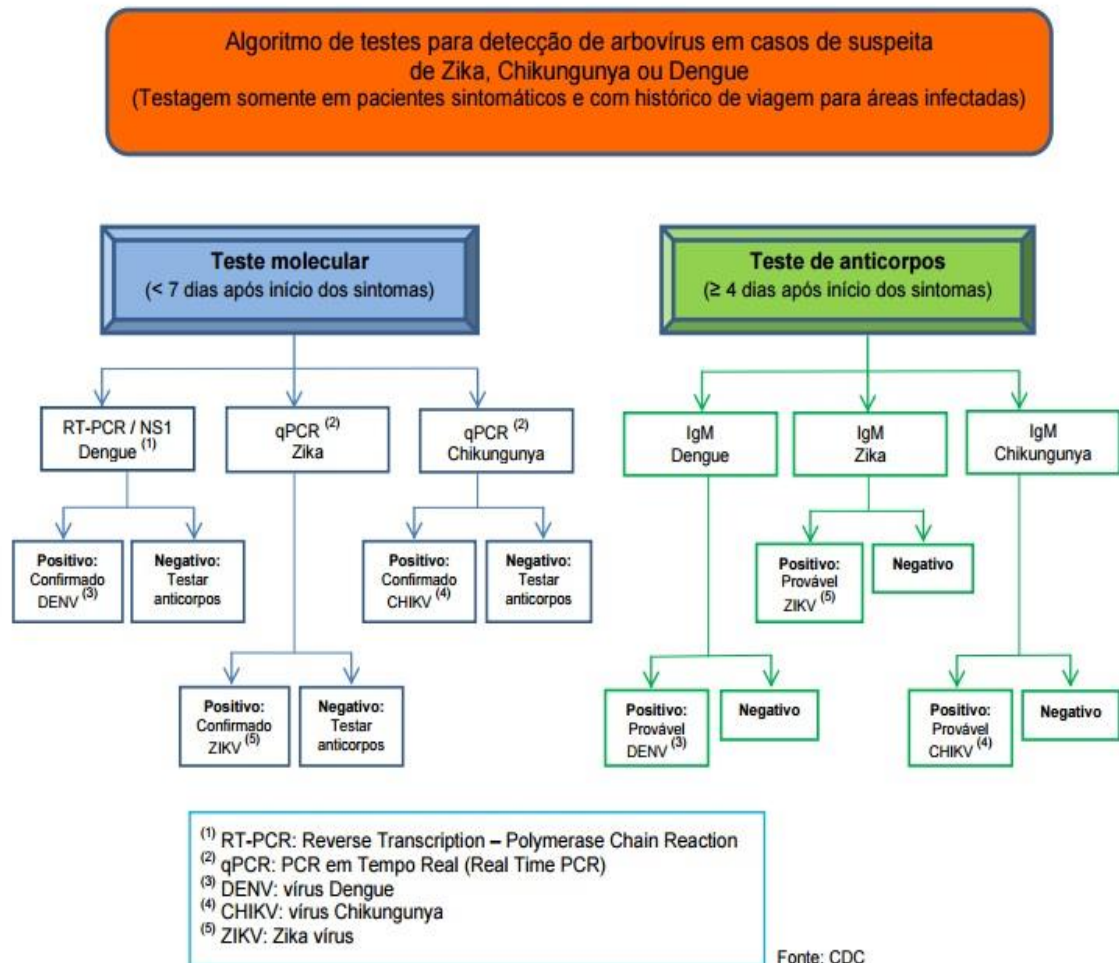 Algoritmo de testes para detecção de arbovírus em casos de suspeita
de Zika, Chikungunya ou Dengue
(Testagem somente em pacientes sintomáticos e com histórico de viagem para áreas infectadas)
Teste molecular
(< 7 dias após início dos sintomas)
Teste de anticorpos
(≥ 4 dias após início dos sintomas)
RT-PCR / NS1
Dengue (1)
qPCR (2)
Zika
qPCR (2)
Chikungunya
IgM
Dengue
IgM
Zika
IgM
Chikungunya
Positivo:
Confirmado
DENV (3)
Negativo:
Testar
anticorpos
Positivo:
Confirmado
CHIKV (4)
Negativo:
Testar
anticorpos
Positivo:
Provável
ZIKV (5)
Negativo
Positivo:
Confirmado
ZIKV (5)
Negativo:
Testar
anticorpos
Positivo:
Provável
DENV (3)
Negativo
Positivo:
Provável
CHIKV (4)
Negativo
(1) RT-PCR: Reverse Transcription – Polymerase Chain Reaction
(2) qPCR: PCR em Tempo Real (Real Time PCR)
(3) DENV: vírus Dengue
(4) CHIKV: vírus Chikungunya
(5) ZIKV: Zika vírus
Fonte: CDC